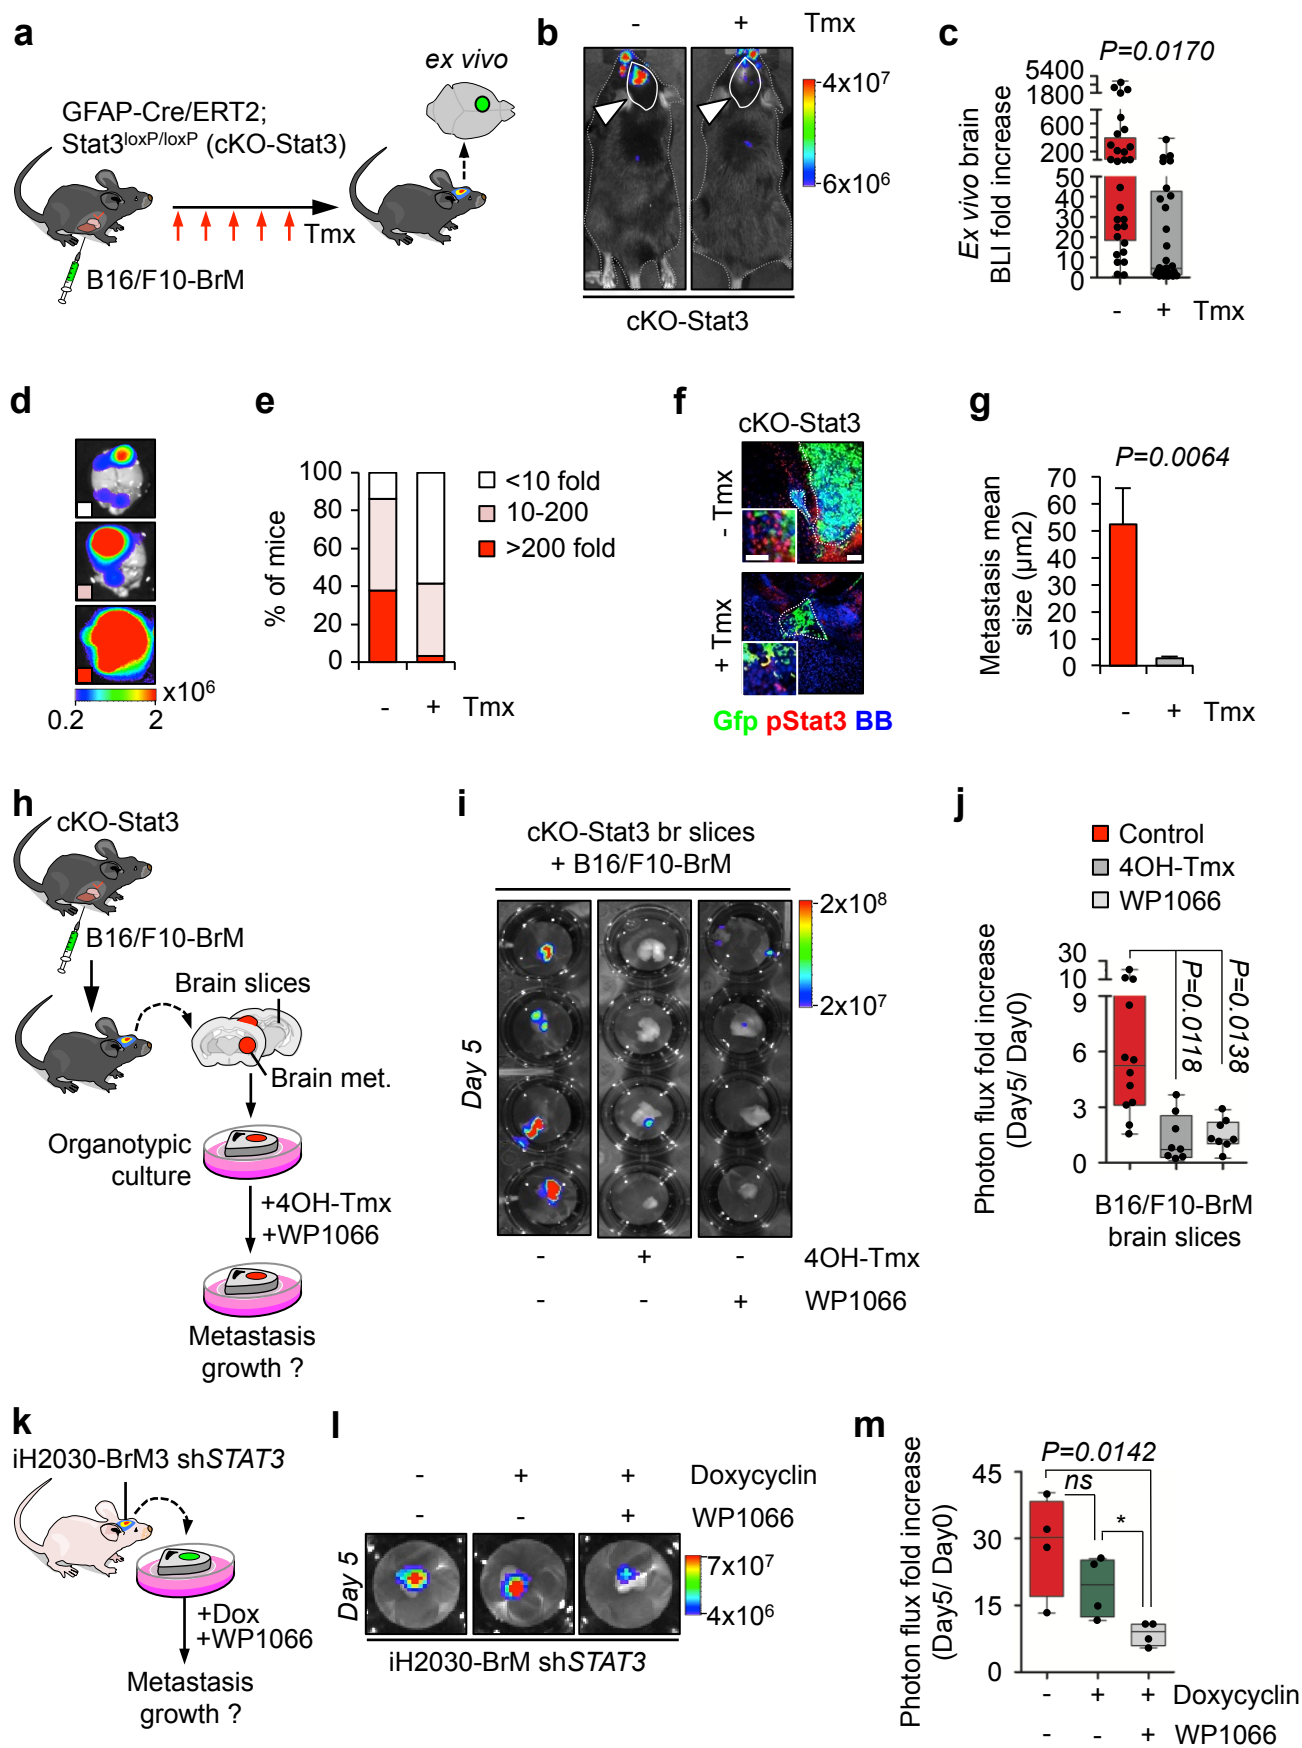 a
ex vivo
GFAP-Cre/ERT2;
Stat3loxP/loxP (cKO-Stat3)
Tmx
B16/F10-BrM
b
- + Tmx
4x10⁷
6x10⁶
cKO-Stat3
c
P=0.0170
Ex vivo brain
BLI fold increase
5400
1800
600
200
50
40
30
20
10
0
- + Tmx
d
x10⁶
0.2 2
e
% of mice
100
80
60
40
20
0
<10 fold
10-200
>200 fold
- + Tmx
f
cKO-Stat3
- Tmx
+ Tmx
Gfp pStat3 BB
g
P=0.0064
Metastasis mean
size (µm2)
70
60
50
40
30
20
10
0
- + Tmx
h
cKO-Stat3
B16/F10-BrM
Brain slices
Brain met.
Organotypic
culture
+4OH-Tmx
+WP1066
Metastasis
growth ?
i
cKO-Stat3 br slices
+ B16/F10-BrM
2x10⁸
2x10⁷
Day 5
- + - 4OH-Tmx
- - + WP1066
j
Control
4OH-Tmx
WP1066
Photon flux fold increase
(Day5/ Day0)
30
10
9
6
3
0
P=0.0118
P=0.0138
B16/F10-BrM
brain slices
k
iH2030-BrM3 shSTAT3
+Dox
+WP1066
Metastasis
growth ?
l
- + + Doxycyclin
- - + WP1066
Day 5
7x10⁷
4x10⁶
iH2030-BrM shSTAT3
m
P=0.0142
ns
*
Photon flux fold increase
(Day5/ Day0)
45
30
15
0
- + + Doxycyclin
- - + WP1066